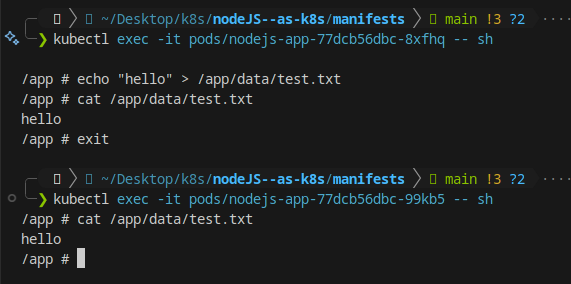 ~/Desktop/k8s/nodeJS--as-k8s/manifests main !3 ?2 ····
❯ kubectl exec -it pods/nodejs-app-77dcb56dbc-8xfhq -- sh
/app # echo "hello" > /app/data/test.txt
/app # cat /app/data/test.txt
hello
/app # exit
~/Desktop/k8s/nodeJS--as-k8s/manifests main !3 ?2 ····
❯ kubectl exec -it pods/nodejs-app-77dcb56dbc-99kb5 -- sh
/app # cat /app/data/test.txt
hello
/app #